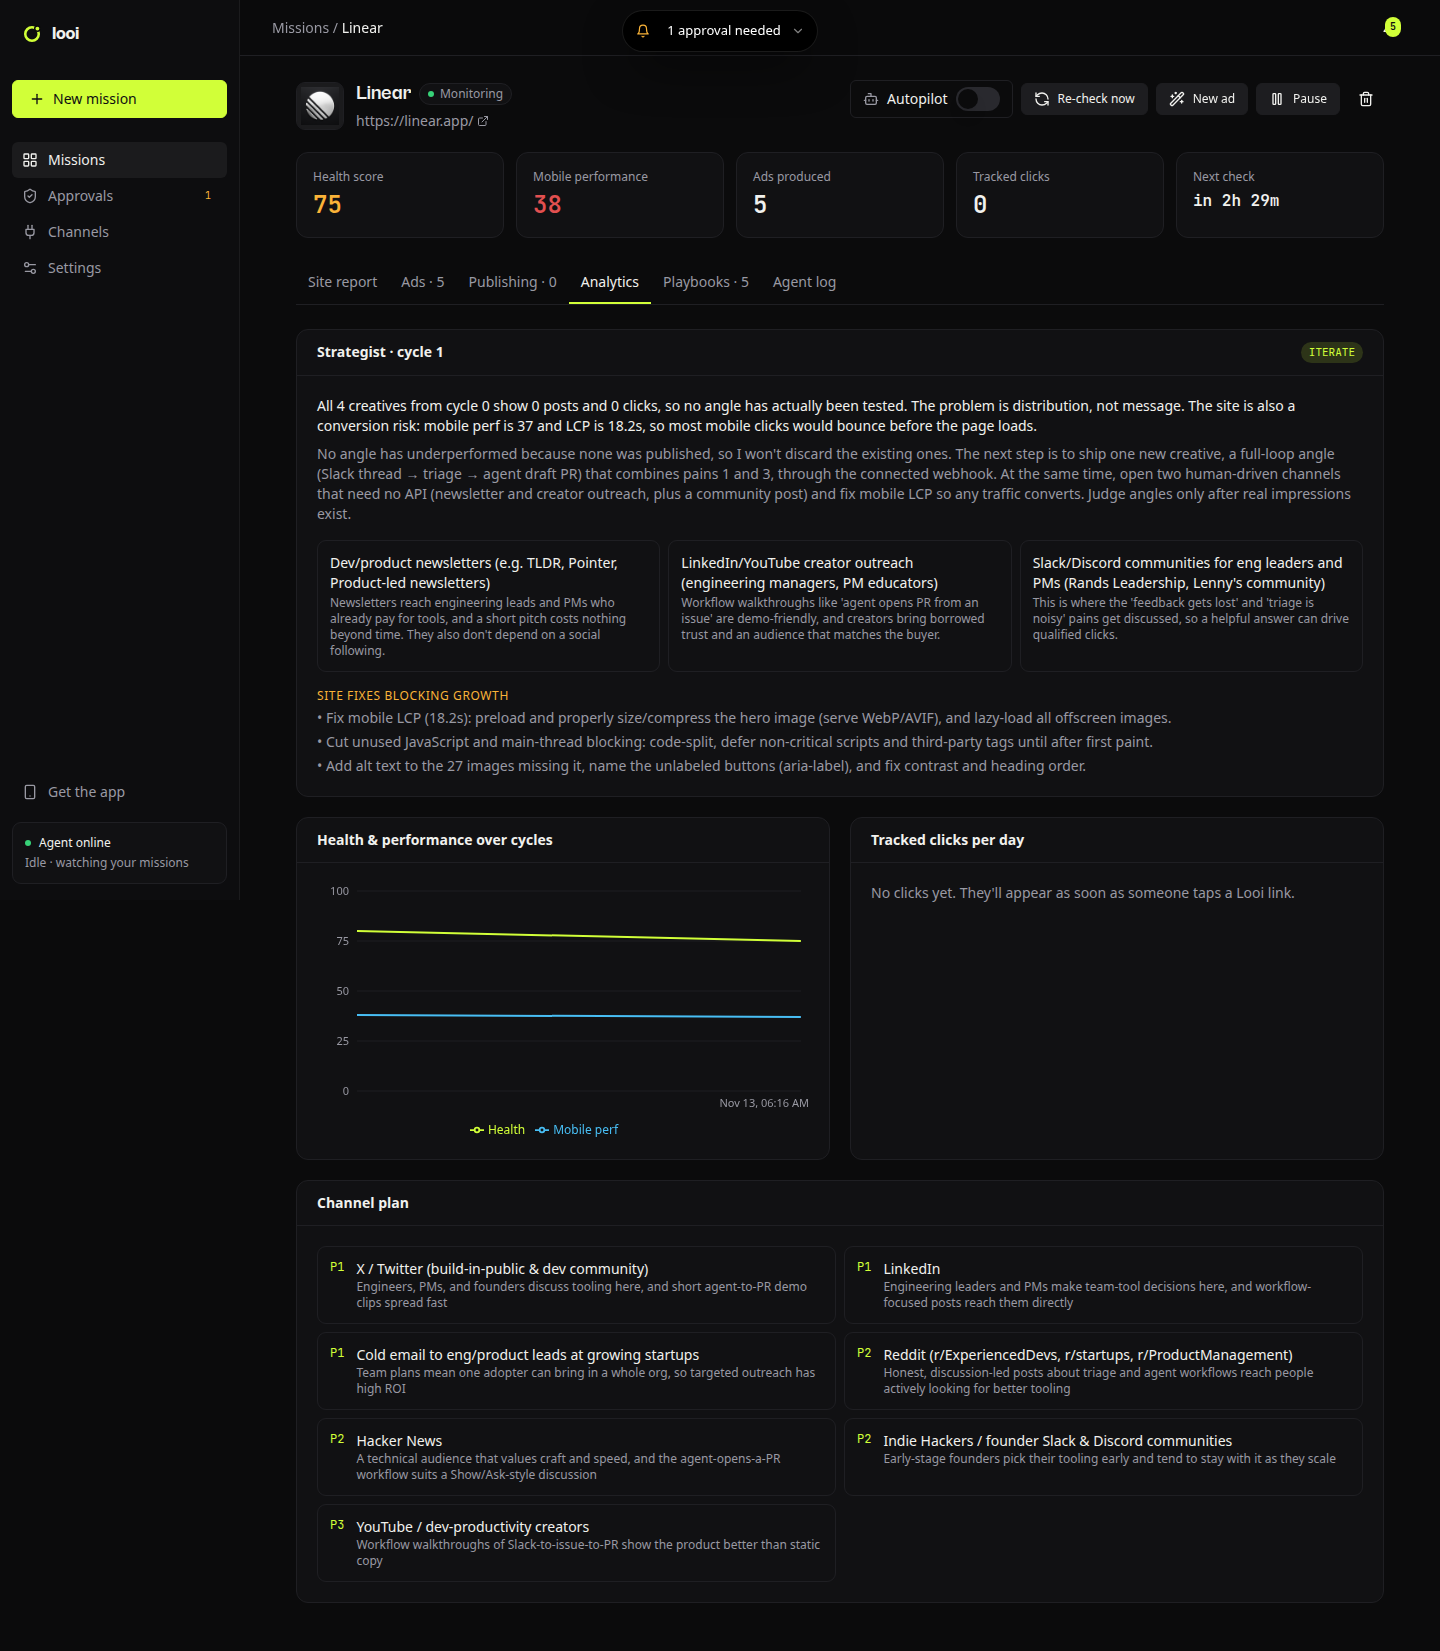 looi
Missions / Linear
1 approval needed
5
New mission
Missions
Approvals
1
Channels
Settings
Get the app
Agent online
Idle · watching your missions
Linear
Monitoring
https://linear.app/
Autopilot
Re-check now
New ad
Pause
Health score
75
Mobile performance
38
Ads produced
5
Tracked clicks
0
Next check
in 2h 29m
Site report
Ads · 5
Publishing · 0
Analytics
Playbooks · 5
Agent log
Strategist · cycle 1
ITERATE
All 4 creatives from cycle 0 show 0 posts and 0 clicks, so no angle has actually been tested. The problem is distribution, not message. The site is also a
conversion risk: mobile perf is 37 and LCP is 18.2s, so most mobile clicks would bounce before the page loads.
No angle has underperformed because none was published, so I won't discard the existing ones. The next step is to ship one new creative, a full-loop angle
(Slack thread → triage → agent draft PR) that combines pains 1 and 3, through the connected webhook. At the same time, open two human-driven channels
that need no API (newsletter and creator outreach, plus a community post) and fix mobile LCP so any traffic converts. Judge angles only after real impressions
exist.
Dev/product newsletters (e.g. TLDR, Pointer,
Product-led newsletters)
Newsletters reach engineering leads and PMs who
already pay for tools, and a short pitch costs nothing
beyond time. They also don't depend on a social
following.
LinkedIn/YouTube creator outreach
(engineering managers, PM educators)
Workflow walkthroughs like 'agent opens PR from an
issue' are demo-friendly, and creators bring borrowed
trust and an audience that matches the buyer.
Slack/Discord communities for eng leaders and
PMs (Rands Leadership, Lenny's community)
This is where the 'feedback gets lost' and 'triage is
noisy' pains get discussed, so a helpful answer can drive
qualified clicks.
SITE FIXES BLOCKING GROWTH
• Fix mobile LCP (18.2s): preload and properly size/compress the hero image (serve WebP/AVIF), and lazy-load all offscreen images.
• Cut unused JavaScript and main-thread blocking: code-split, defer non-critical scripts and third-party tags until after first paint.
• Add alt text to the 27 images missing it, name the unlabeled buttons (aria-label), and fix contrast and heading order.
Health & performance over cycles
100
75
50
25
0
Nov 13, 06:16 AM
Health
Mobile perf
Tracked clicks per day
No clicks yet. They'll appear as soon as someone taps a Looi link.
Channel plan
P1
X / Twitter (build-in-public & dev community)
Engineers, PMs, and founders discuss tooling here, and short agent-to-PR demo
clips spread fast
P1
LinkedIn
Engineering leaders and PMs make team-tool decisions here, and workflow-
focused posts reach them directly
P1
Cold email to eng/product leads at growing startups
Team plans mean one adopter can bring in a whole org, so targeted outreach has
high ROI
P2
Reddit (r/ExperiencedDevs, r/startups, r/ProductManagement)
Honest, discussion-led posts about triage and agent workflows reach people
actively looking for better tooling
P2
Hacker News
A technical audience that values craft and speed, and the agent-opens-a-PR
workflow suits a Show/Ask-style discussion
P2
Indie Hackers / founder Slack & Discord communities
Early-stage founders pick their tooling early and tend to stay with it as they scale
P3
YouTube / dev-productivity creators
Workflow walkthroughs of Slack-to-issue-to-PR show the product better than static
copy